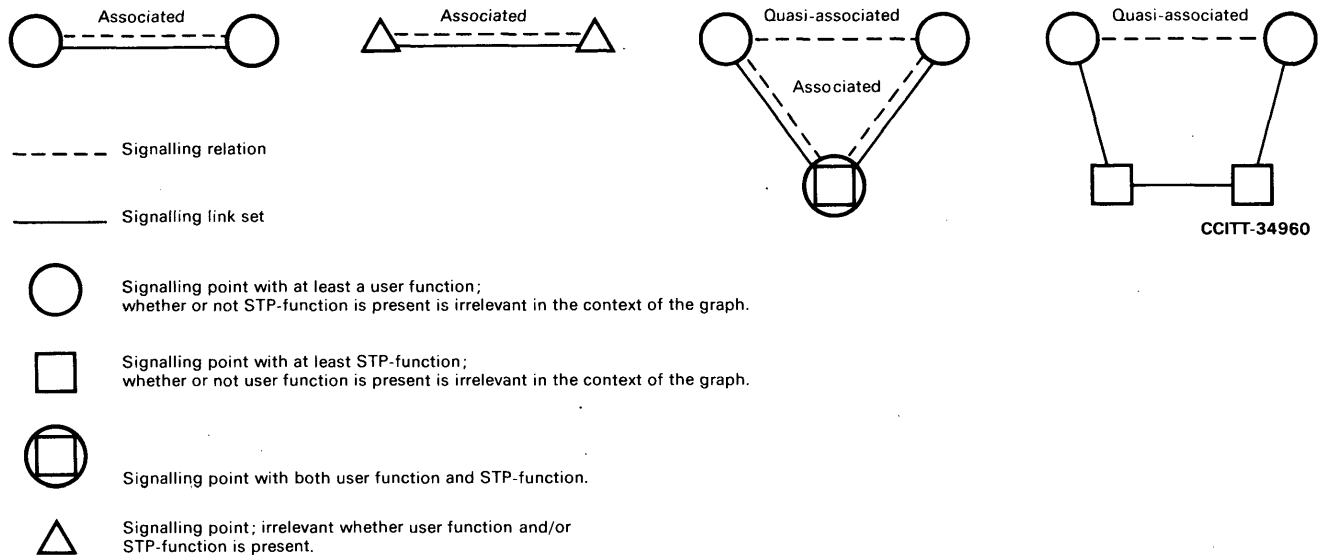 Associated
Associated
Quasi-associated
Quasi-associated
Associated
Signalling relation
Signalling link set
CCITT-34960
Signalling point with at least a user function;
whether or not STP-function is present is irrelevant in the context of the graph.
Signalling point with at least STP-function;
whether or not user function is present is irrelevant in the context of the graph.
Signalling point with both user function and STP-function.
Signalling point; irrelevant whether user function and/or
STP-function is present.